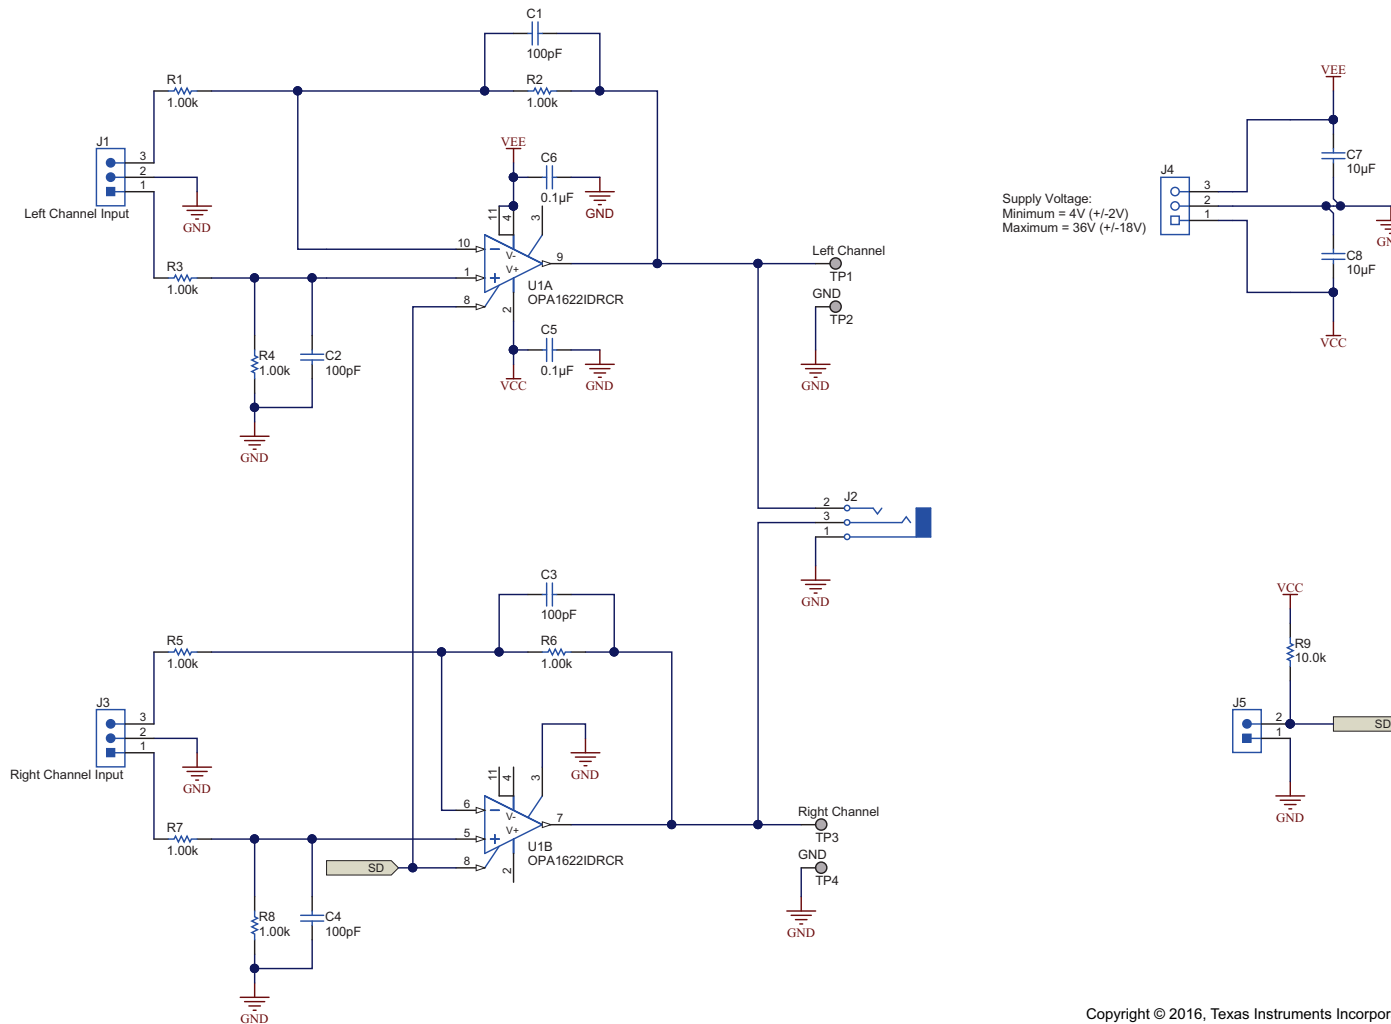 C1
100pF
R1
1.00k
R2
1.00k
J1
3
2
1
Left Channel Input
GND
R3
1.00k
VEE
C6
0.1µF
GND
11
4
3
10
1
8
V-
V+
9
2
U1A
OPA1622IDRCR
R4
1.00k
C2
100pF
GND
C5
0.1µF
GND
VCC
Left Channel
TP1
GND
TP2
GND
Supply Voltage:
Minimum = 4V (+/-2V)
Maximum = 36V (+/-18V)
J4
3
2
1
VEE
C7
10µF
C8
10µF
VCC
J2
2
3
1
GND
C3
100pF
R5
1.00k
R6
1.00k
J3
3
2
1
Right Channel Input
GND
R7
1.00k
GND
11
4
3
6
5
8
V-
V+
7
2
U1B
OPA1622IDRCR
SD
R8
1.00k
C4
100pF
GND
Right Channel
TP3
GND
TP4
GND
VCC
R9
10.0k
J5
2
1
SD
GND
Copyright © 2016, Texas Instruments Incorpor